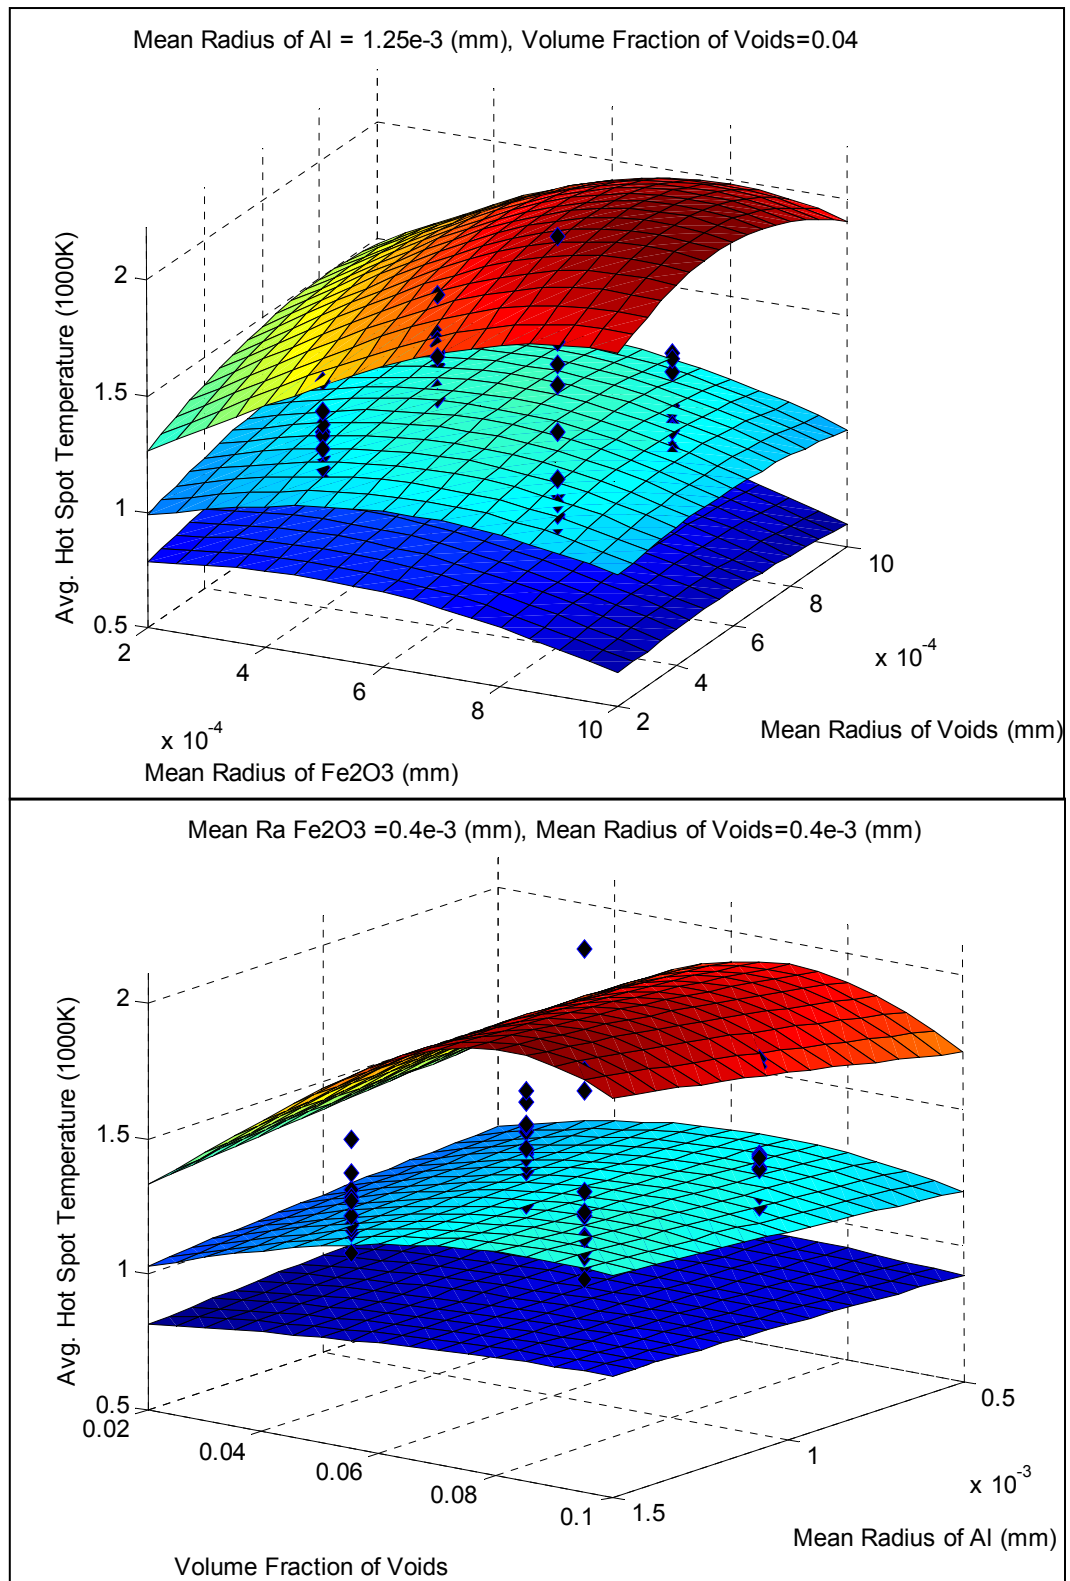 Mean Radius of Al = 1.25e-3 (mm), Volume Fraction of Voids=0.04
Avg. Hot Spot Temperature (1000K)
2
1.5
1
0.5
2
4
6
8
10
x 10-4
Mean Radius of Fe2O3 (mm)
2
4
6
8
10
x 10-4
Mean Radius of Voids (mm)
Mean Ra Fe2O3 =0.4e-3 (mm), Mean Radius of Voids=0.4e-3 (mm)
Avg. Hot Spot Temperature (1000K)
2
1.5
1
0.5
0.02
0.04
0.06
0.08
0.1
Volume Fraction of Voids
1.5
1
0.5
x 10-3
Mean Radius of Al (mm)